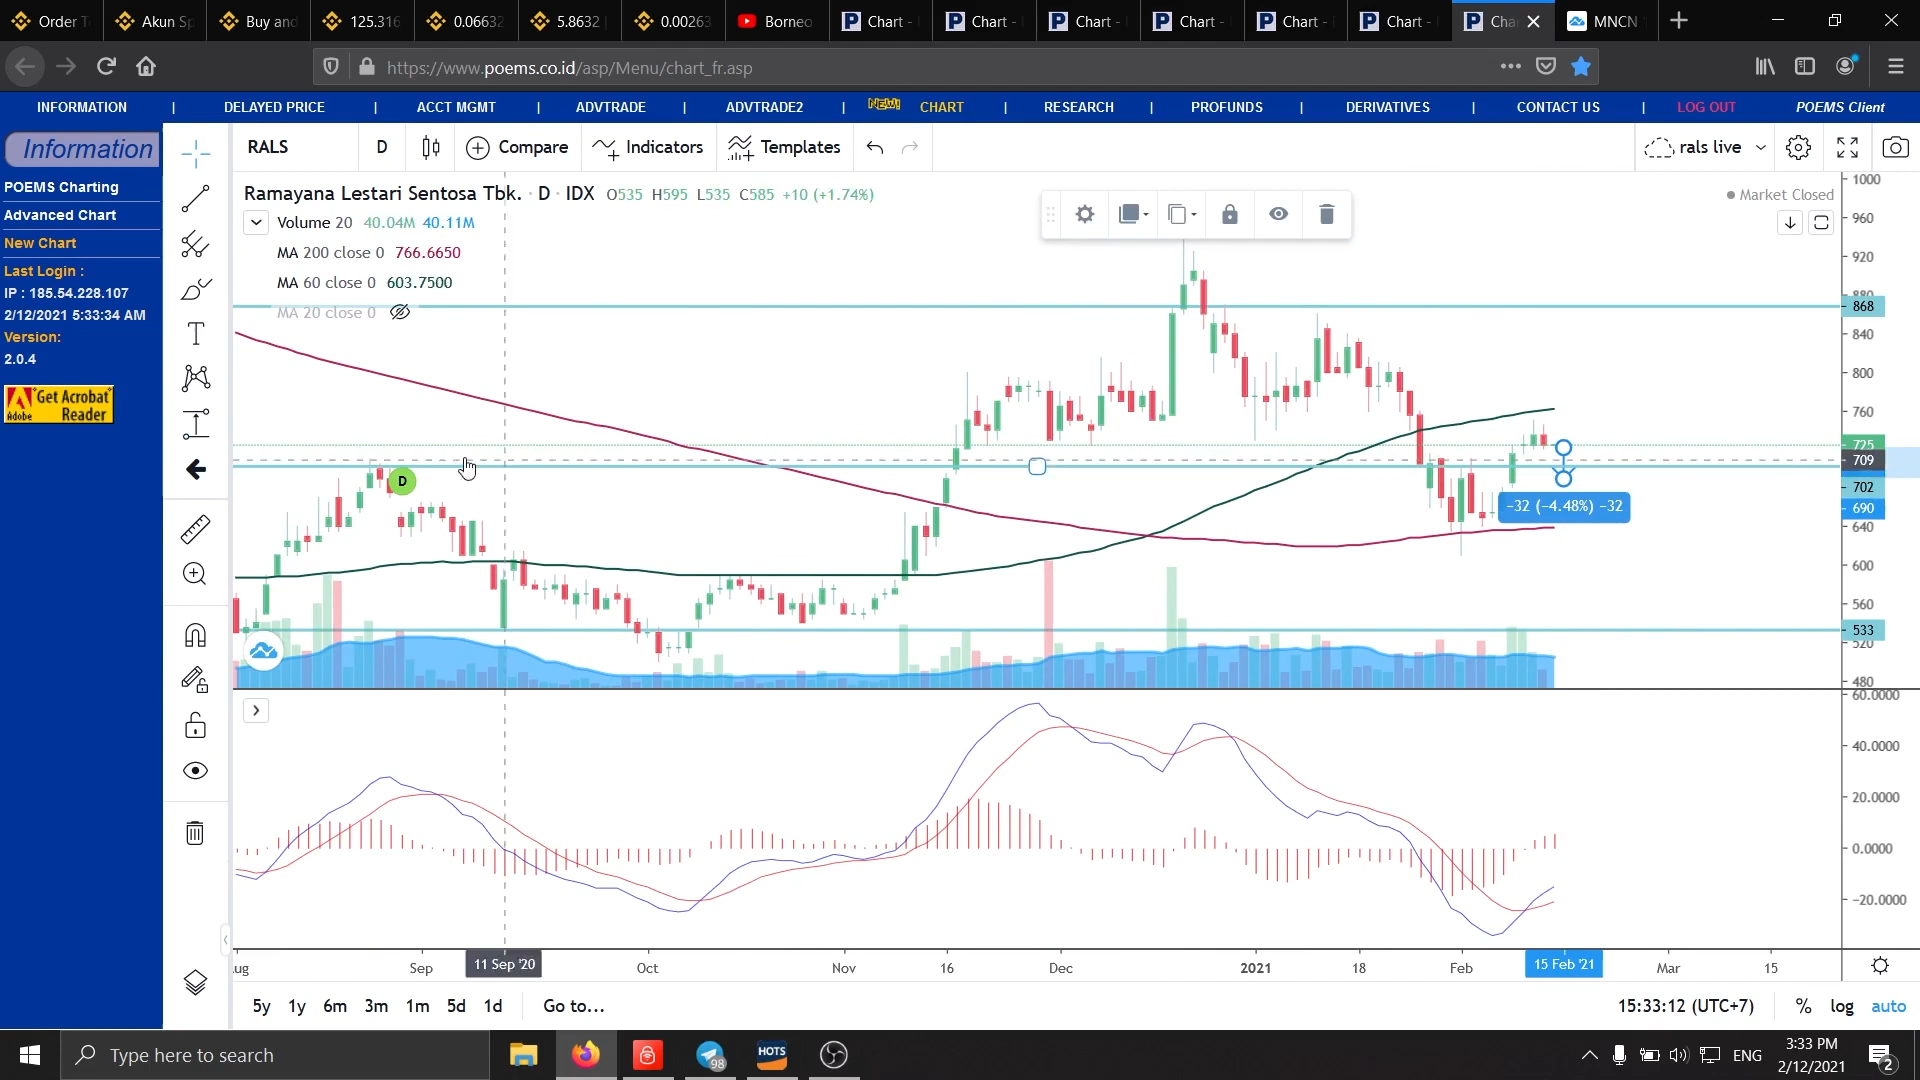 Order T
Akun Sp
Buy and
125.316
0.06632
5.8632
0.00263
Borneo
Chart -
Chart -
Chart -
Chart -
Chart -
Chart -
Cha
MNCN
https://www.poems.co.id/asp/Menu/chart_fr.asp
INFORMATION | DELAYED PRICE | ACCT MGMT | ADVTRADE | ADVTRADE2 | NEW! CHART | RESEARCH | PROFUNDS | DERIVATIVES | CONTACT US | LOG OUT POEMS Client
Information
POEMS Charting
Advanced Chart
New Chart
Last Login :
IP : 185.54.228.107
2/12/2021 5:33:34 AM
Version:
2.0.4
Get Acrobat
Reader
Adobe
RALS D Compare Indicators Templates rals live
Ramayana Lestari Sentosa Tbk. · D · IDX O535 H595 L535 C585 +10 (+1.74%)
Market Closed
Volume 20 40.04M 40.11M
MA 200 close 0 766.6650
MA 60 close 0 603.7500
MA 20 close 0
D
-32 (-4.48%) -32
1000
960
920
880
868
840
800
760
725
709
702
690
640
600
560
533
520
480
60.0000
40.0000
20.0000
0.0000
-20.0000
ug Sep 11 Sep '20 Oct Nov 16 Dec 2021 18 Feb 15 Feb '21 Mar 15
5y 1y 6m 3m 1m 5d 1d Go to... 15:33:12 (UTC+7) % log auto
Type here to search
98
HOTS
ENG
3:33 PM
2/12/2021
2